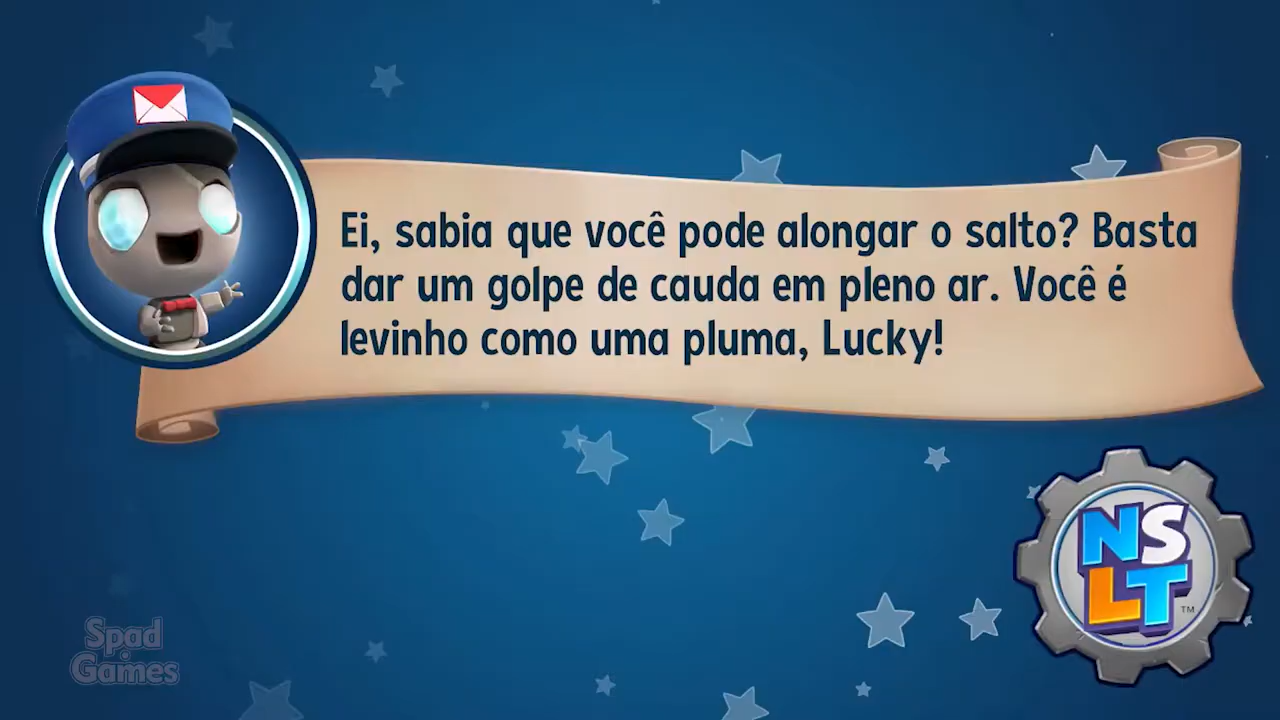 Ei, sabia que você pode alongar o salto? Basta
dar um golpe de cauda em pleno ar. Você é
levinho como uma pluma, Lucky!
NS
LT
TM
Spad
Games